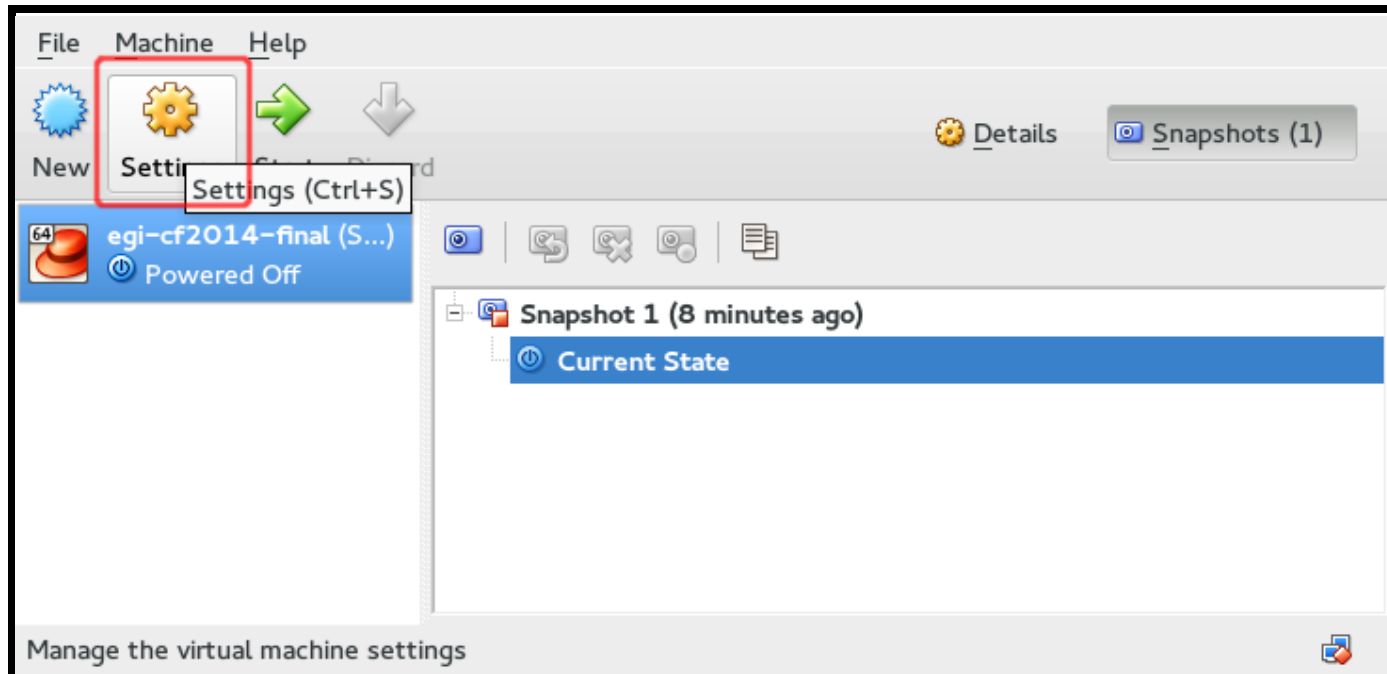 File Machine Help
Details
Snapshots (1)
New
Settings (Ctrl+S)
64
egi-cf2014-final (S...)
Powered Off
Snapshot 1 (8 minutes ago)
Current State
Manage the virtual machine settings